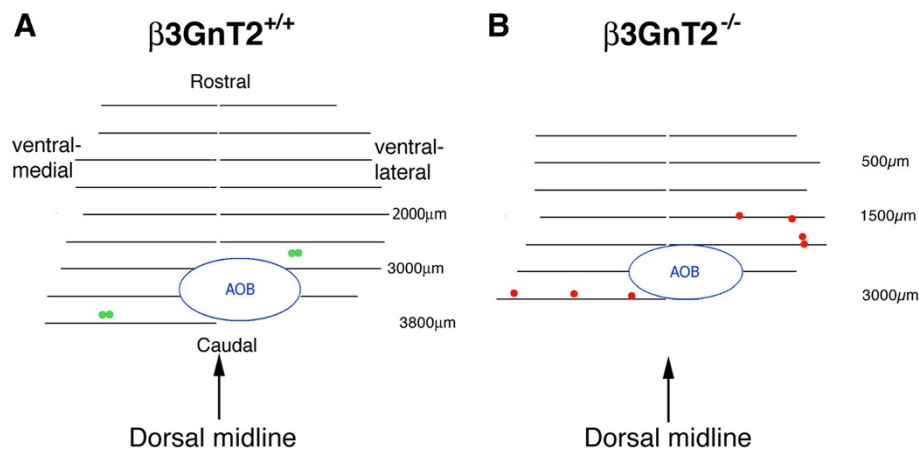 A
β3GnT2+/+
Rostral
ventral-
medial
ventral-
lateral
2000μm
3000μm
AOB
3800μm
Caudal
Dorsal midline
B
β3GnT2-/-
500μm
1500μm
AOB
3000μm
Dorsal midline